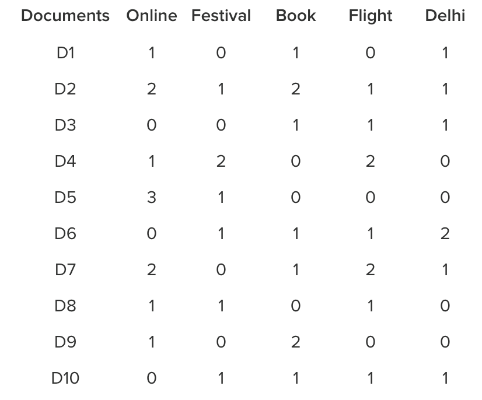 Documents Online Festival Book Flight Delhi
D1 1 0 1 0 1
D2 2 1 2 1 1
D3 0 0 1 1 1
D4 1 2 0 2 0
D5 3 1 0 0 0
D6 0 1 1 1 2
D7 2 0 1 2 1
D8 1 1 0 1 0
D9 1 0 2 0 0
D10 0 1 1 1 1